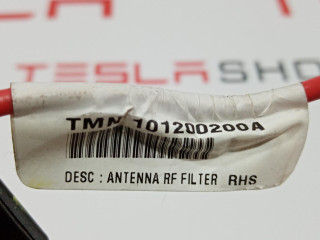 TESLASHO
TMN 101200200A
DESC : ANTENNA RF FILTER RHS